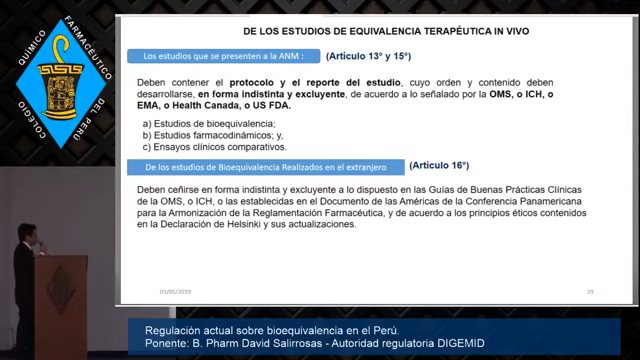 QUÍMICO FARMACÉUTICO
COLEGIO DEL PERÚ
DE LOS ESTUDIOS DE EQUIVALENCIA TERAPÉUTICA IN VIVO
Los estudios que se presenten a la ANM : (Artículo 13° y 15°)
Deben contener el protocolo y el reporte del estudio, cuyo orden y contenido deben
desarrollarse, en forma indistinta y excluyente, de acuerdo a lo señalado por la OMS, o ICH, o
EMA, o Health Canada, o US FDA.
a) Estudios de bioequivalencia;
b) Estudios farmacodinámicos; y,
c) Ensayos clínicos comparativos.
De los estudios de Bioequivalencia Realizados en el extranjero (Artículo 16°)
Deben ceñirse en forma indistinta y excluyente a lo dispuesto en las Guías de Buenas Prácticas Clínicas
de la OMS, o ICH, o las establecidas en el Documento de las Américas de la Conferencia Panamericana
para la Armonización de la Reglamentación Farmacéutica, y de acuerdo a los principios éticos contenidos
en la Declaración de Helsinki y sus actualizaciones.
03/05/2019 29
Regulación actual sobre bioequivalencia en el Perú.
Ponente: B. Pharm David Salirrosas - Autoridad regulatoria DIGEMID